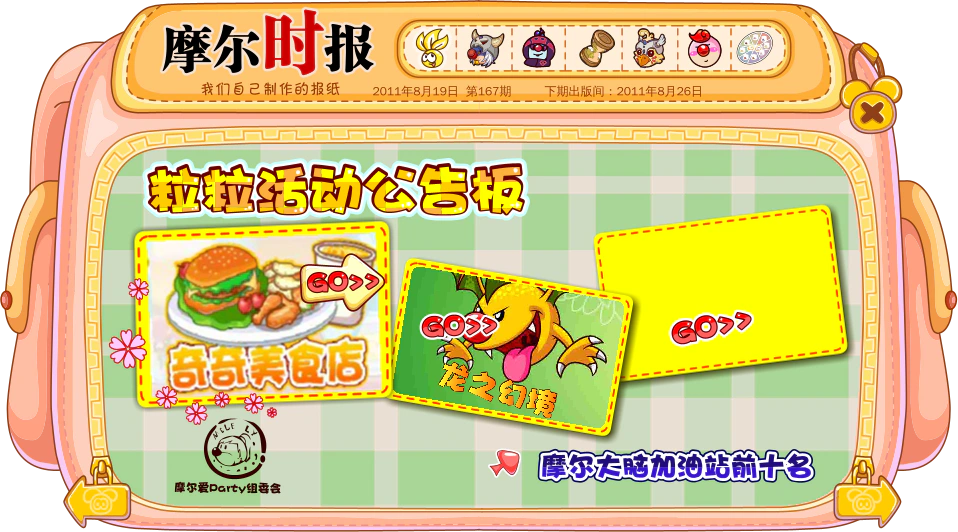 摩尔时报
我们自己制作的报纸
2011年8月19日 第167期
下期出版间：2011年8月26日
粒粒活动公告板
GO>>
奇奇美食店
GO>>
龙之幻境
GO>>
摩尔爱Party组委会
摩尔大脑加油站前十名